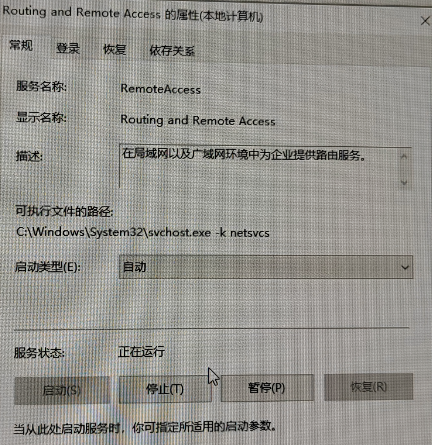 Routing and Remote Access 的属性(本地计算机)
常规 登录 恢复 依存关系
服务名称: RemoteAccess
显示名称: Routing and Remote Access
描述: 在局域网以及广域网环境中为企业提供路由服务。
可执行文件的路径:
C:\Windows\System32\svchost.exe -k netsvcs
启动类型(E): 自动
服务状态: 正在运行
启动(S) 停止(T) 暂停(P) 恢复(R)
当从此处启动服务时，你可指定所适用的启动参数。